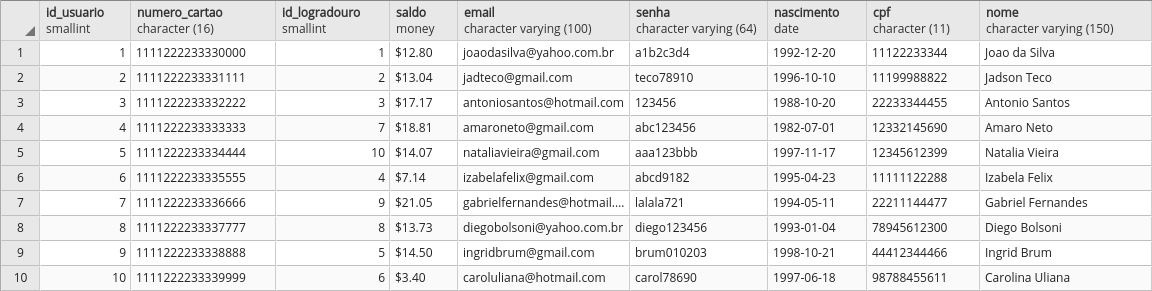 id_usuario numero_cartao id_logradouro saldo email senha nascimento cpf nome
smallint character (16) smallint money character varying (100) character varying (64) date character (11) character varying (150)
1 1 1111222233330000 1 $12.80 joaodasilva@yahoo.com.br a1b2c3d4 1992-12-20 11122233344 Joao da Silva
2 2 1111222233331111 2 $13.04 jadteco@gmail.com teco78910 1996-10-10 11199988822 Jadson Teco
3 3 1111222233332222 3 $17.17 antoniosantos@hotmail.com 123456 1988-10-20 22233344455 Antonio Santos
4 4 1111222233333333 7 $18.81 amaroneto@gmail.com abc123456 1982-07-01 12332145690 Amaro Neto
5 5 1111222233334444 10 $14.07 nataliavieira@gmail.com aaa123bbb 1997-11-17 12345612399 Natalia Vieira
6 6 1111222233335555 4 $7.14 izabelafelix@gmail.com abcd9182 1995-04-23 11111122288 Izabela Felix
7 7 1111222233336666 9 $21.05 gabrielfernandes@hotmail.... lalala721 1994-05-11 22211144477 Gabriel Fernandes
8 8 1111222233337777 8 $13.73 diegobolsoni@yahoo.com.br diego123456 1993-01-04 78945612300 Diego Bolsoni
9 9 1111222233338888 5 $14.50 ingridbrum@gmail.com brum010203 1998-10-21 44412344466 Ingrid Brum
10 10 1111222233339999 6 $3.40 caroluliana@hotmail.com carol78690 1997-06-18 98788455611 Carolina Uliana